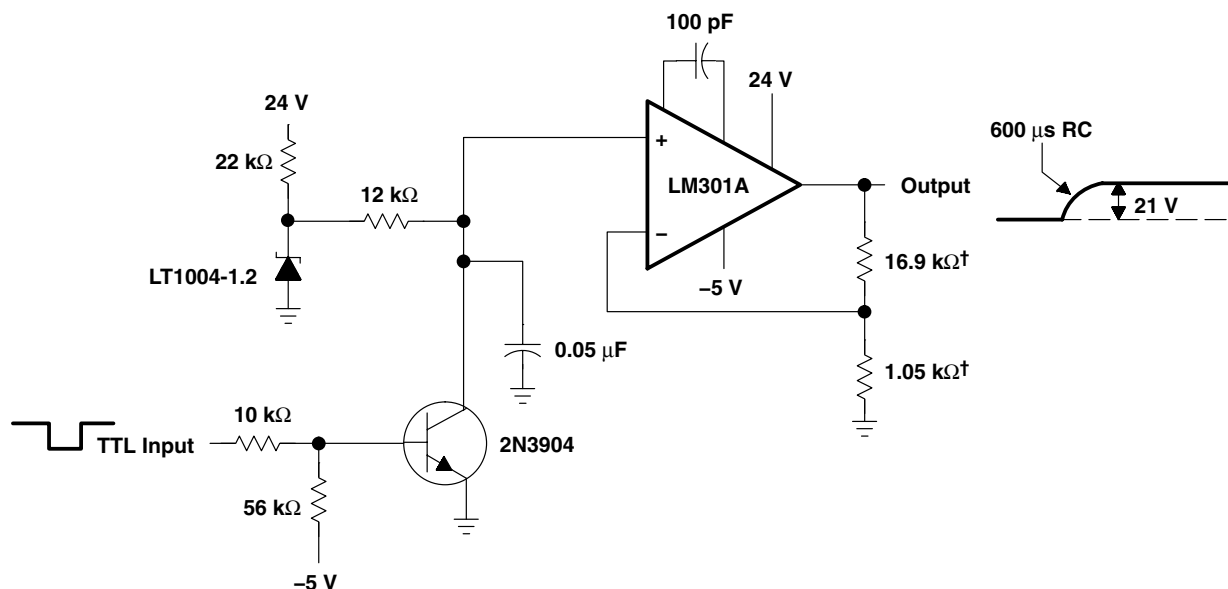 100 pF
24 V
24 V
600 μs RC
22 kΩ
+
12 kΩ
LM301A
Output
21 V
−
LT1004-1.2
16.9 kΩ†
−5 V
0.05 μF
1.05 kΩ†
10 kΩ
TTL Input
2N3904
56 kΩ
−5 V